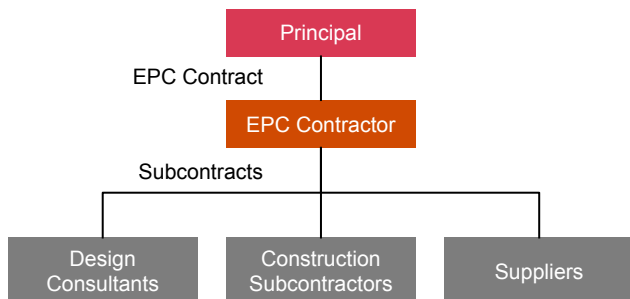 Principal
EPC Contract
EPC Contractor
Subcontracts
Design
Consultants
Construction
Subcontractors
Suppliers